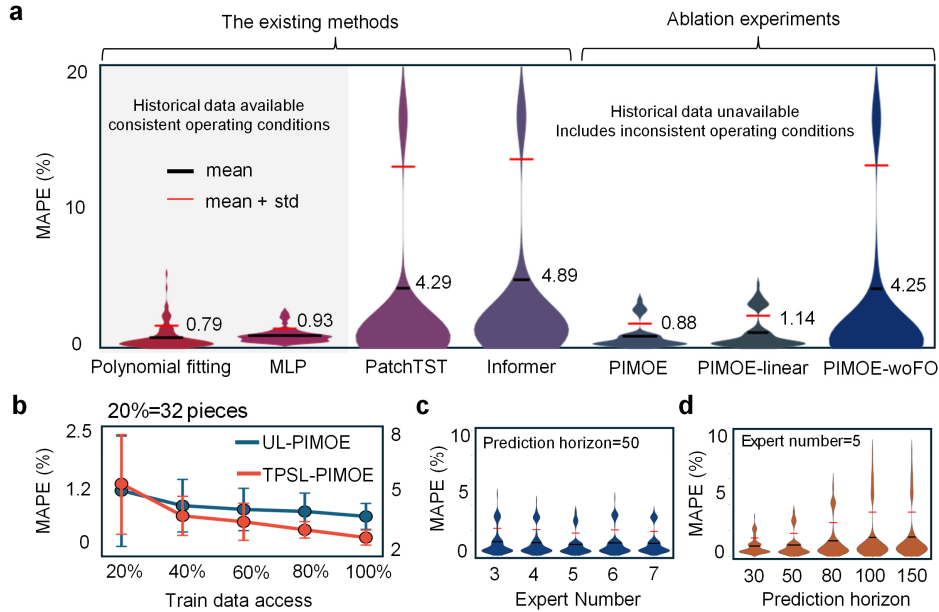 a
The existing methods
Ablation experiments
20
10
0
MAPE (%)
Historical data available
consistent operating conditions
mean
mean + std
Historical data unavailable
Includes inconsistent operating conditions
0.79
0.93
4.29
4.89
0.88
1.14
4.25
Polynomial fitting
MLP
PatchTST
Informer
PIMOE
PIMOE-linear
PIMOE-woFO
b
20%=32 pieces
2.5
1.2
0
MAPE (%)
UL-PIMOE
TPSL-PIMOE
8
5
2
20%
40%
60%
80%
100%
Train data access
c
10
5
0
MAPE (%)
Prediction horizon=50
3
4
5
6
7
Expert Number
d
10
5
0
MAPE (%)
Expert number=5
30
50
80
100
150
Prediction horizon